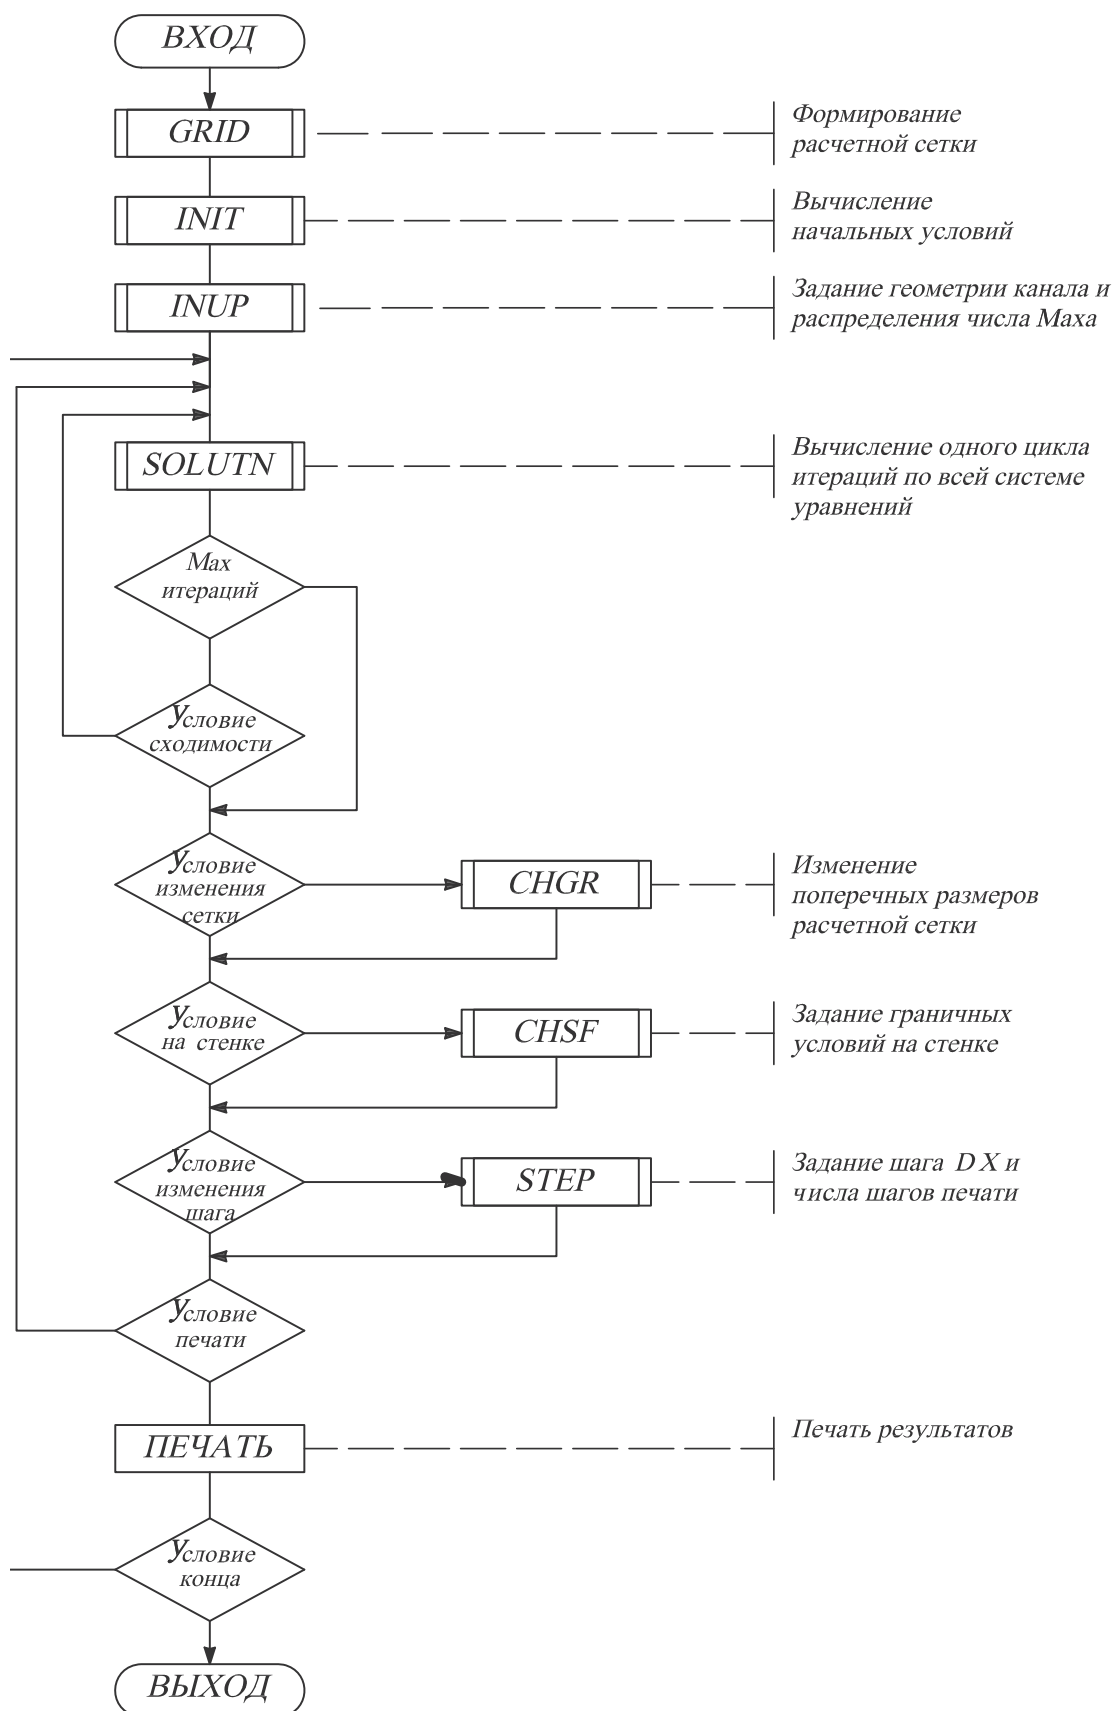 ВХОД
GRID
Формирование
расчетной сетки
INIT
Вычисление
начальных условий
INUP
Задание геометрии канала и
распределения числа Маха
SOLUTN
Вычисление одного цикла
итераций по всей системе
уравнений
Мах
итераций
Условие
сходимости
Условие
изменения
сетки
CHGR
Изменение
поперечных размеров
расчетной сетки
Условие
на стенке
CHSF
Задание граничных
условий на стенке
Условие
изменения
шага
STEP
Задание шага D X и
числа шагов печати
Условие
печати
ПЕЧАТЬ
Печать результатов
Условие
конца
ВЫХОД